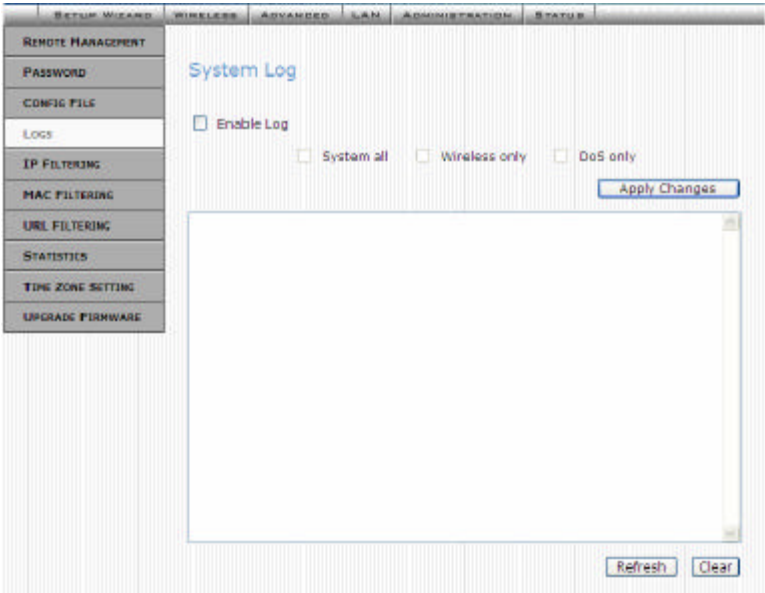 SETUP WIZARD WIRELESS ADVANCED LAN ADMINISTRATION STATUS
REMOTE MANAGEMENT
PASSWORD
CONFIG FILE
LOGS
IP FILTERING
MAC FILTERING
URL FILTERING
STATISTICS
TIME ZONE SETTING
UPGRADE FIRMWARE
System Log
Enable Log
System all Wireless only DoS only
Apply Changes
Refresh Clear